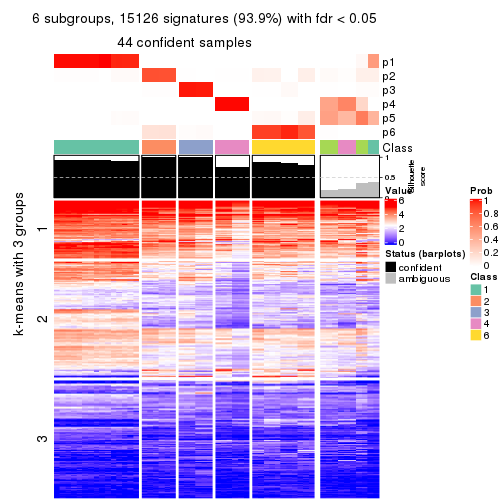 6 subgroups, 15126 signatures (93.9%) with fdr < 0.05
44 confident samples
p1
p2
p3
p4
p5
p6
Class
1
0.5
0
Silhouette
score
k-means with 3 groups
1
2
3
Value
6
4
2
0
Status (barplots)
confident
ambiguous
Prob
1
0.8
0.6
0.4
0.2
0
Class
1
2
3
4
5
6